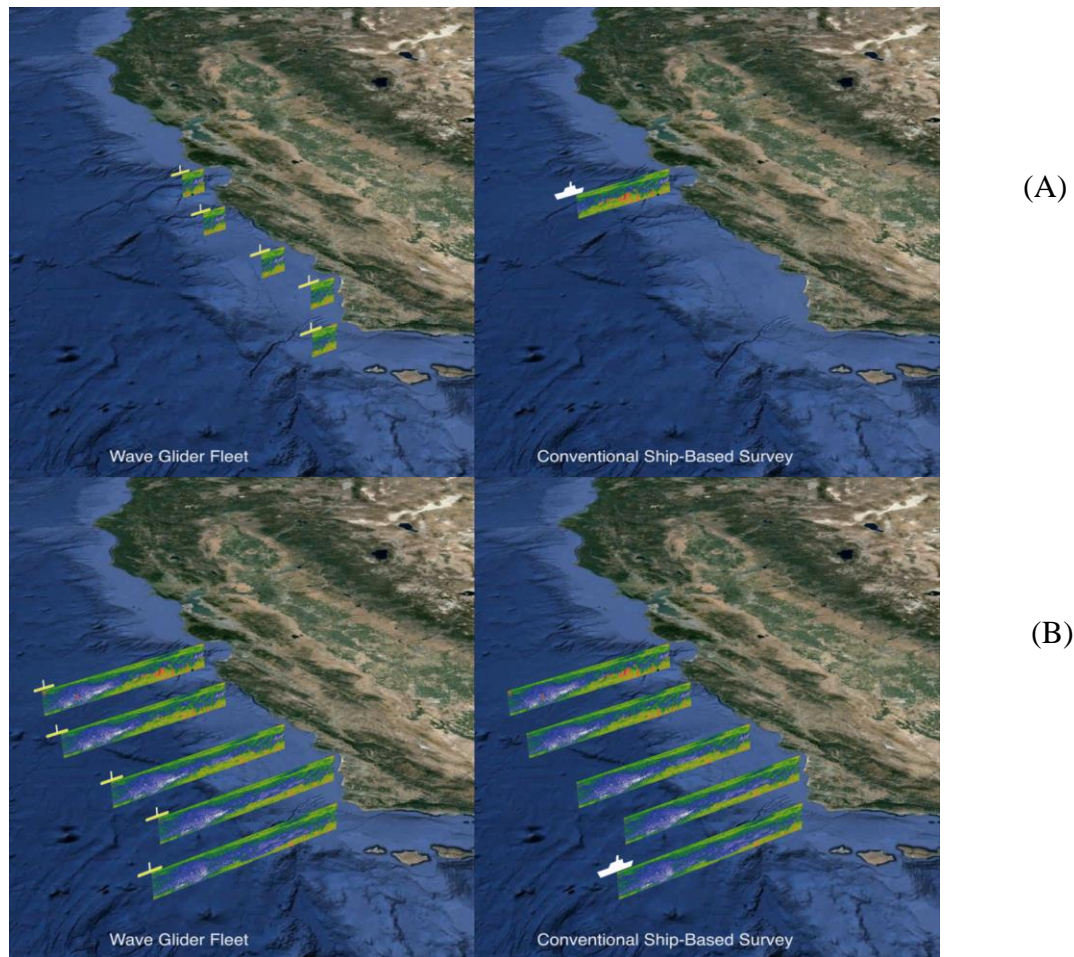 (A)
Wave Glider Fleet
Conventional Ship-Based Survey
(B)
Wave Glider Fleet
Conventional Ship-Based Survey